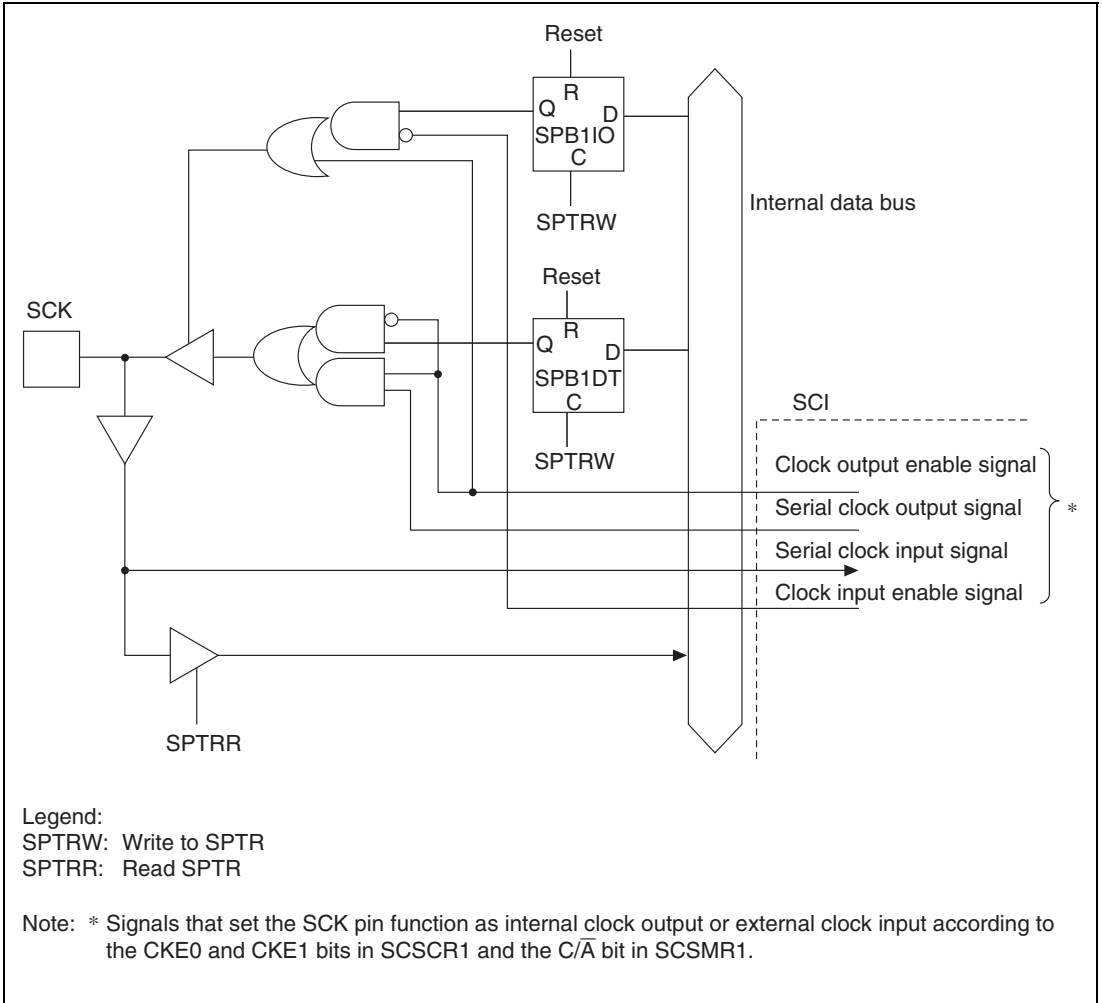 Reset
R
Q
D
SPB1IO
C
Internal data bus
SPTRW
Reset
SCK
R
Q
D
SPB1DT
C
SCI
SPTRW
Clock output enable signal
Serial clock output signal
*
Serial clock input signal
Clock input enable signal
SPTRR
Legend:
SPTRW: Write to SPTR
SPTRR: Read SPTR
Note: * Signals that set the SCK pin function as internal clock output or external clock input according to
the CKE0 and CKE1 bits in SCSCR1 and the C/A̅ bit in SCSMR1.